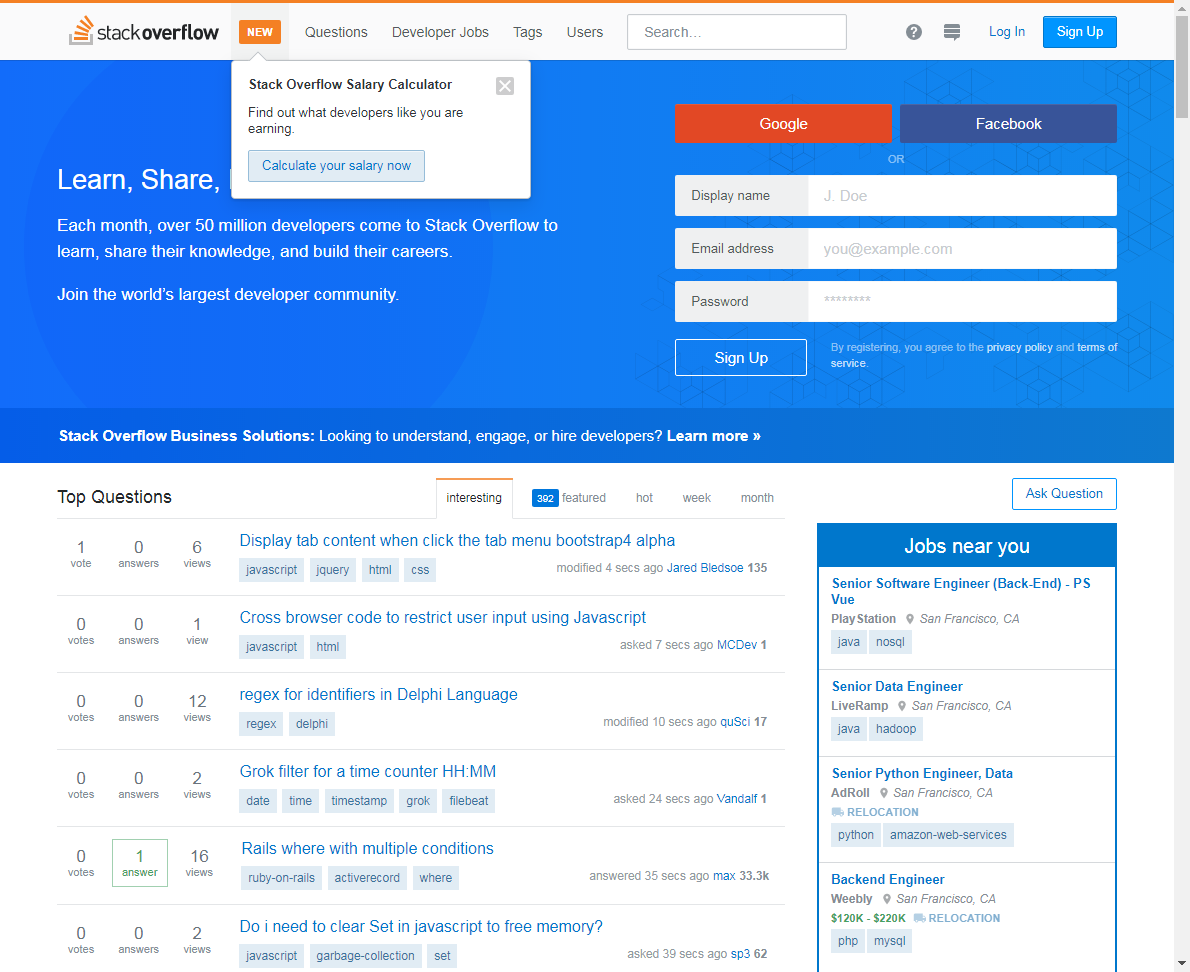 stackoverflow NEW Questions Developer Jobs Tags Users Search... ? Log In Sign Up
Stack Overflow Salary Calculator
Find out what developers like you are
earning.
Calculate your salary now
Learn, Share,
Each month, over 50 million developers come to Stack Overflow to
learn, share their knowledge, and build their careers.
Join the world's largest developer community.
Google Facebook
OR
Display name J. Doe
Email address you@example.com
Password ********
Sign Up
By registering, you agree to the privacy policy and terms of
service.
Stack Overflow Business Solutions: Looking to understand, engage, or hire developers? Learn more »
Top Questions interesting 392 featured hot week month
1 vote 0 answers 6 views
Display tab content when click the tab menu bootstrap4 alpha
javascript jquery html css
modified 4 secs ago Jared Bledsoe 135
0 votes 0 answers 1 view
Cross browser code to restrict user input using Javascript
javascript html
asked 7 secs ago MCDev 1
0 votes 0 answers 12 views
regex for identifiers in Delphi Language
regex delphi
modified 10 secs ago quSci 17
0 votes 0 answers 2 views
Grok filter for a time counter HH:MM
date time timestamp grok filebeat
asked 24 secs ago Vandalf 1
0 votes 1 answer 16 views
Rails where with multiple conditions
ruby-on-rails activerecord where
answered 35 secs ago max 33.3k
0 votes 0 answers 2 views
Do i need to clear Set in javascript to free memory?
javascript garbage-collection set
asked 39 secs ago sp3 62
Ask Question
Jobs near you
Senior Software Engineer (Back-End) - PS
Vue
PlayStation San Francisco, CA
java nosql
Senior Data Engineer
LiveRamp San Francisco, CA
java hadoop
Senior Python Engineer, Data
AdRoll San Francisco, CA
RELOCATION
python amazon-web-services
Backend Engineer
Weebly San Francisco, CA
$120K - $220K RELOCATION
php mysql